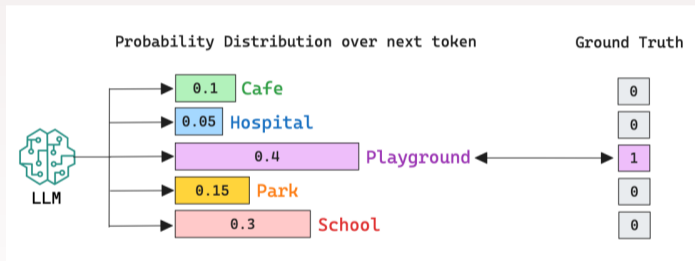 Probability Distribution over next token Ground Truth
0.1 Cafe 0
0.05 Hospital 0
0.4 Playground 1
0.15 Park 0
0.3 School 0
LLM